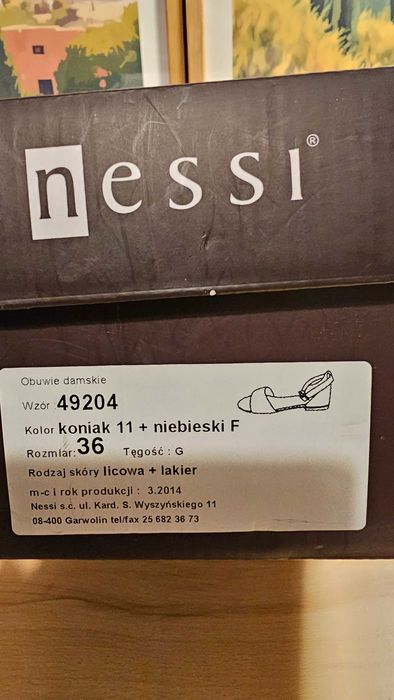 nessi®
Obuwie damskie
Wzór : 49204
Kolor koniak 11 + niebieski F
Rozmiar: 36 Tęgość : G
Rodzaj skóry licowa + lakier
m-c i rok produkcji : 3.2014
Nessi s.c. ul. Kard. S. Wyszyńskiego 11
08-400 Garwolin tel/fax 25 682 36 73